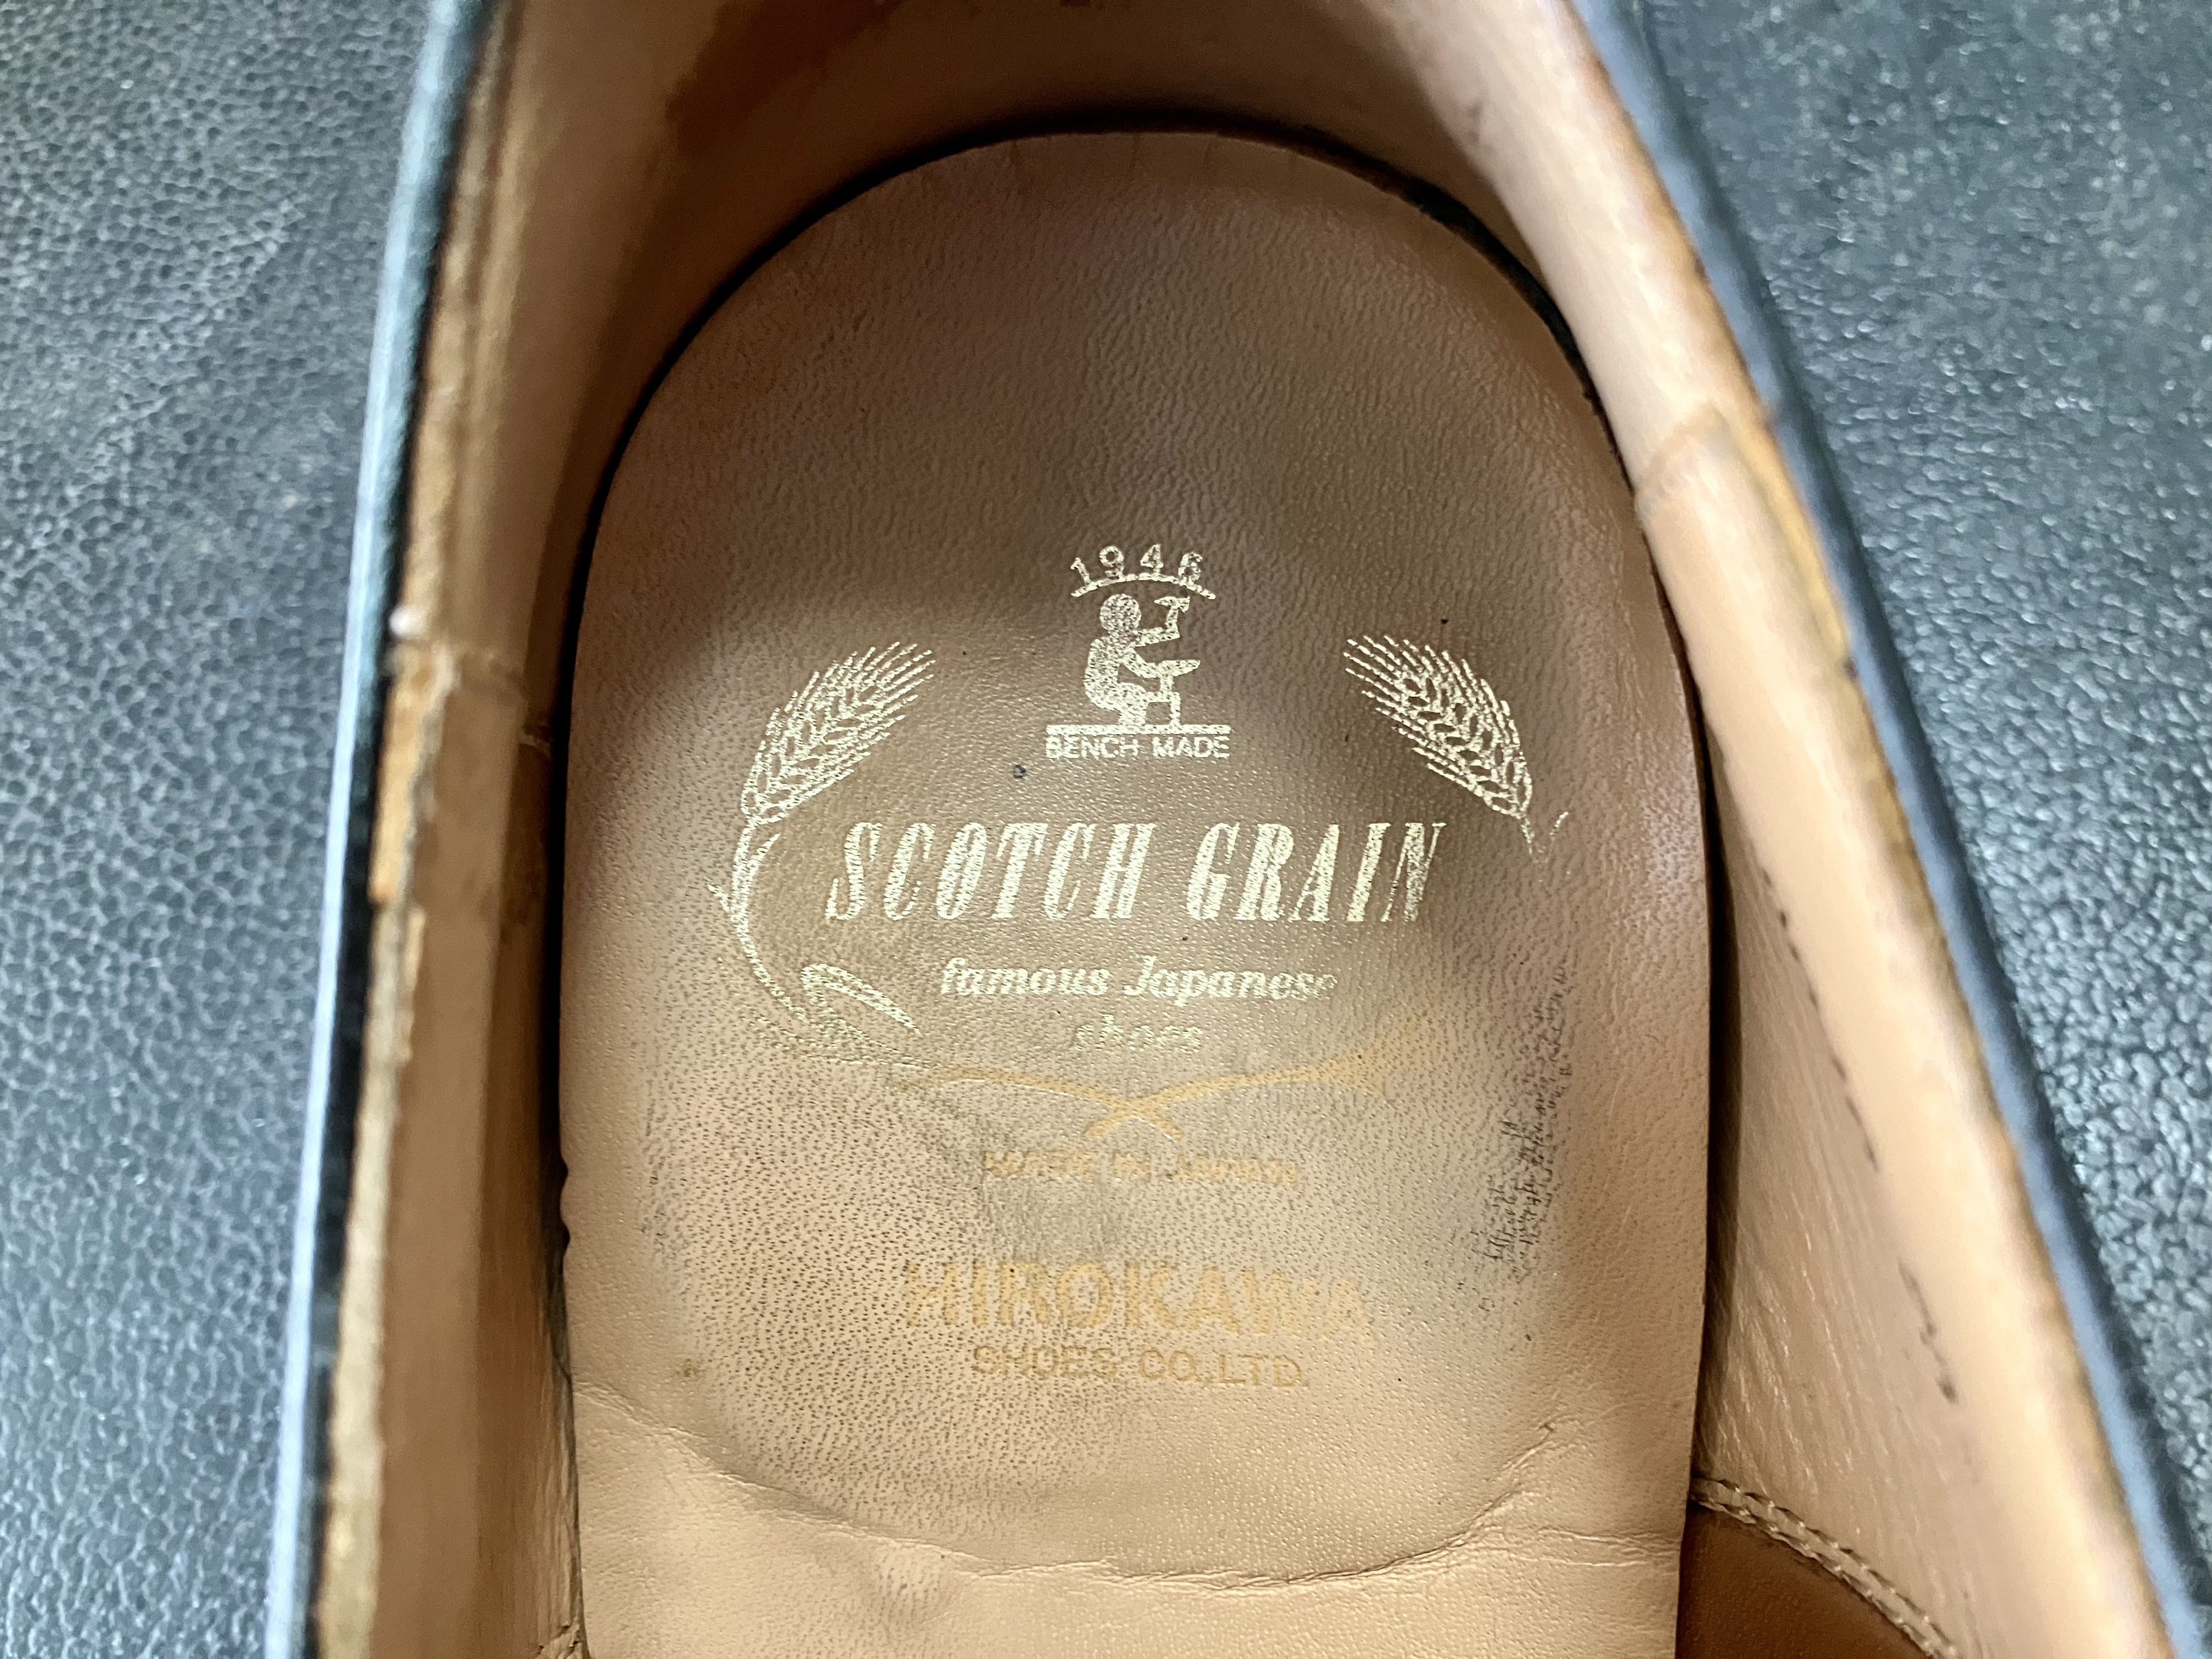 1946
BENCH MADE
SCOTCH GRAIN
famous Japanese
shoes
MADE IN JAPAN
HIROKAWA
SHOES CO.,LTD.